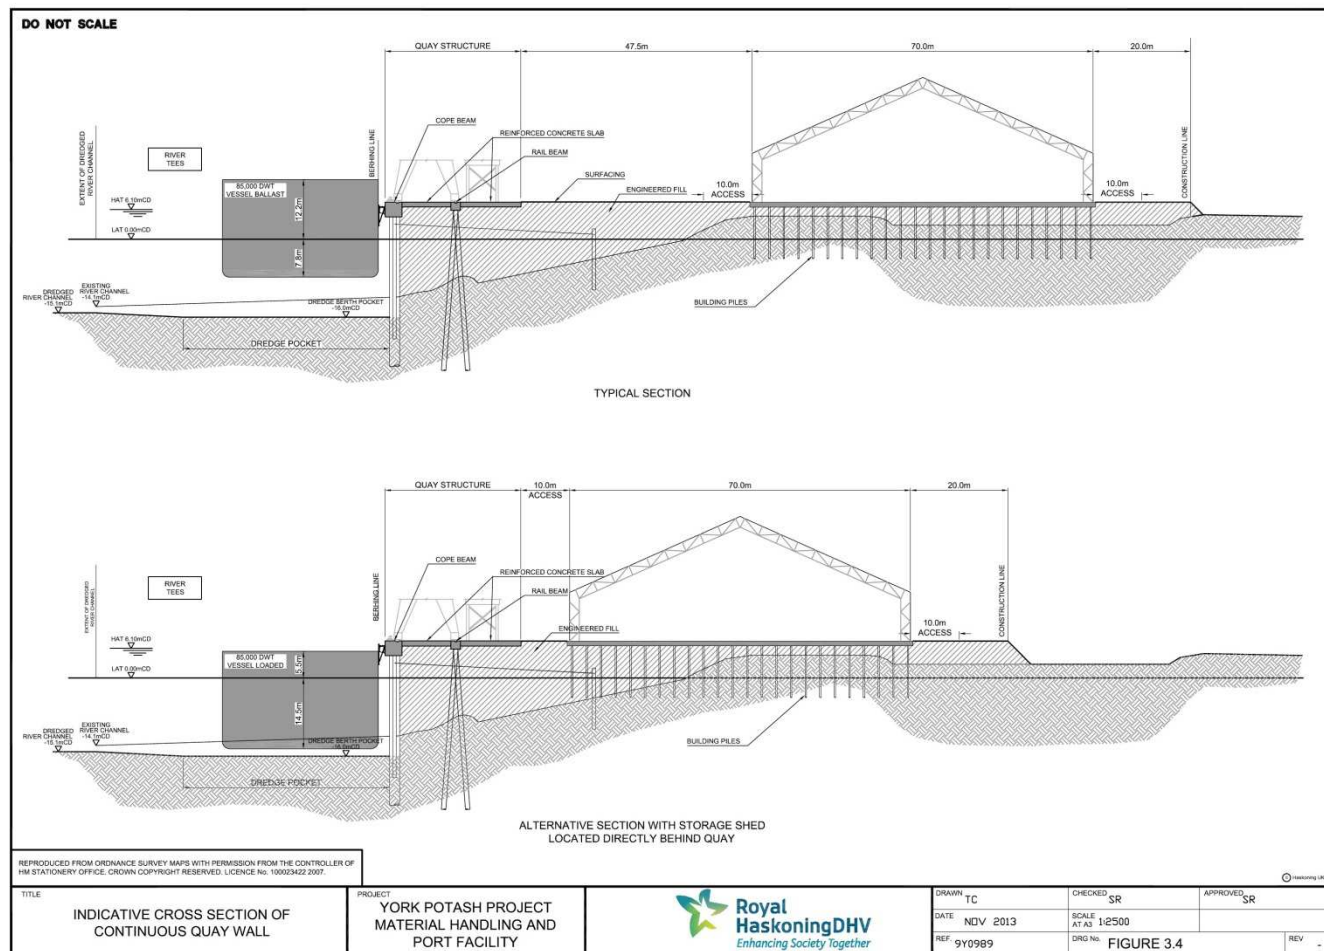 DO NOT SCALE
QUAY STRUCTURE
47.5m
70.0m
20.0m
EXTENT OF DREDGED
RIVER CHANNEL
RIVER
TEES
BERHING LINE
COPE BEAM
REINFORCED CONCRETE SLAB
RAIL BEAM
SURFACING
ENGINEERED FILL
10.0m
ACCESS
10.0m
ACCESS
CONSTRUCTION LINE
HAT 6.10mCD
LAT 0.00mCD
85,000 DWT
VESSEL BALLAST
12.2m
7.8m
DREDGED
RIVER CHANNEL
-15.1mCD
EXISTING
RIVER CHANNEL
-14.1mCD
DREDGE BERTH POCKET
-16.0mCD
DREDGE POCKET
BUILDING PILES
TYPICAL SECTION
QUAY STRUCTURE
10.0m
ACCESS
70.0m
20.0m
EXTENT OF DREDGED
RIVER CHANNEL
RIVER
TEES
BERHING LINE
COPE BEAM
REINFORCED CONCRETE SLAB
RAIL BEAM
ENGINEERED FILL
10.0m
ACCESS
CONSTRUCTION LINE
HAT 6.10mCD
LAT 0.00mCD
85,000 DWT
VESSEL LOADED
5.5m
14.5m
DREDGED
RIVER CHANNEL
-15.1mCD
EXISTING
RIVER CHANNEL
-14.1mCD
DREDGE BERTH POCKET
-16.0mCD
DREDGE POCKET
BUILDING PILES
ALTERNATIVE SECTION WITH STORAGE SHED
LOCATED DIRECTLY BEHIND QUAY
REPRODUCED FROM ORDNANCE SURVEY MAPS WITH PERMISSION FROM THE CONTROLLER OF
HM STATIONERY OFFICE, CROWN COPYRIGHT RESERVED. LICENCE No. 100023422 2007.
© Haskoning UK
TITLE
INDICATIVE CROSS SECTION OF
CONTINUOUS QUAY WALL
PROJECT
YORK POTASH PROJECT
MATERIAL HANDLING AND
PORT FACILITY
Royal
HaskoningDHV
Enhancing Society Together
DRAWN TC
CHECKED SR
APPROVED SR
DATE NOV 2013
SCALE AT A3 1:2500
REF. 9Y0989
DRG No. FIGURE 3.4
REV -